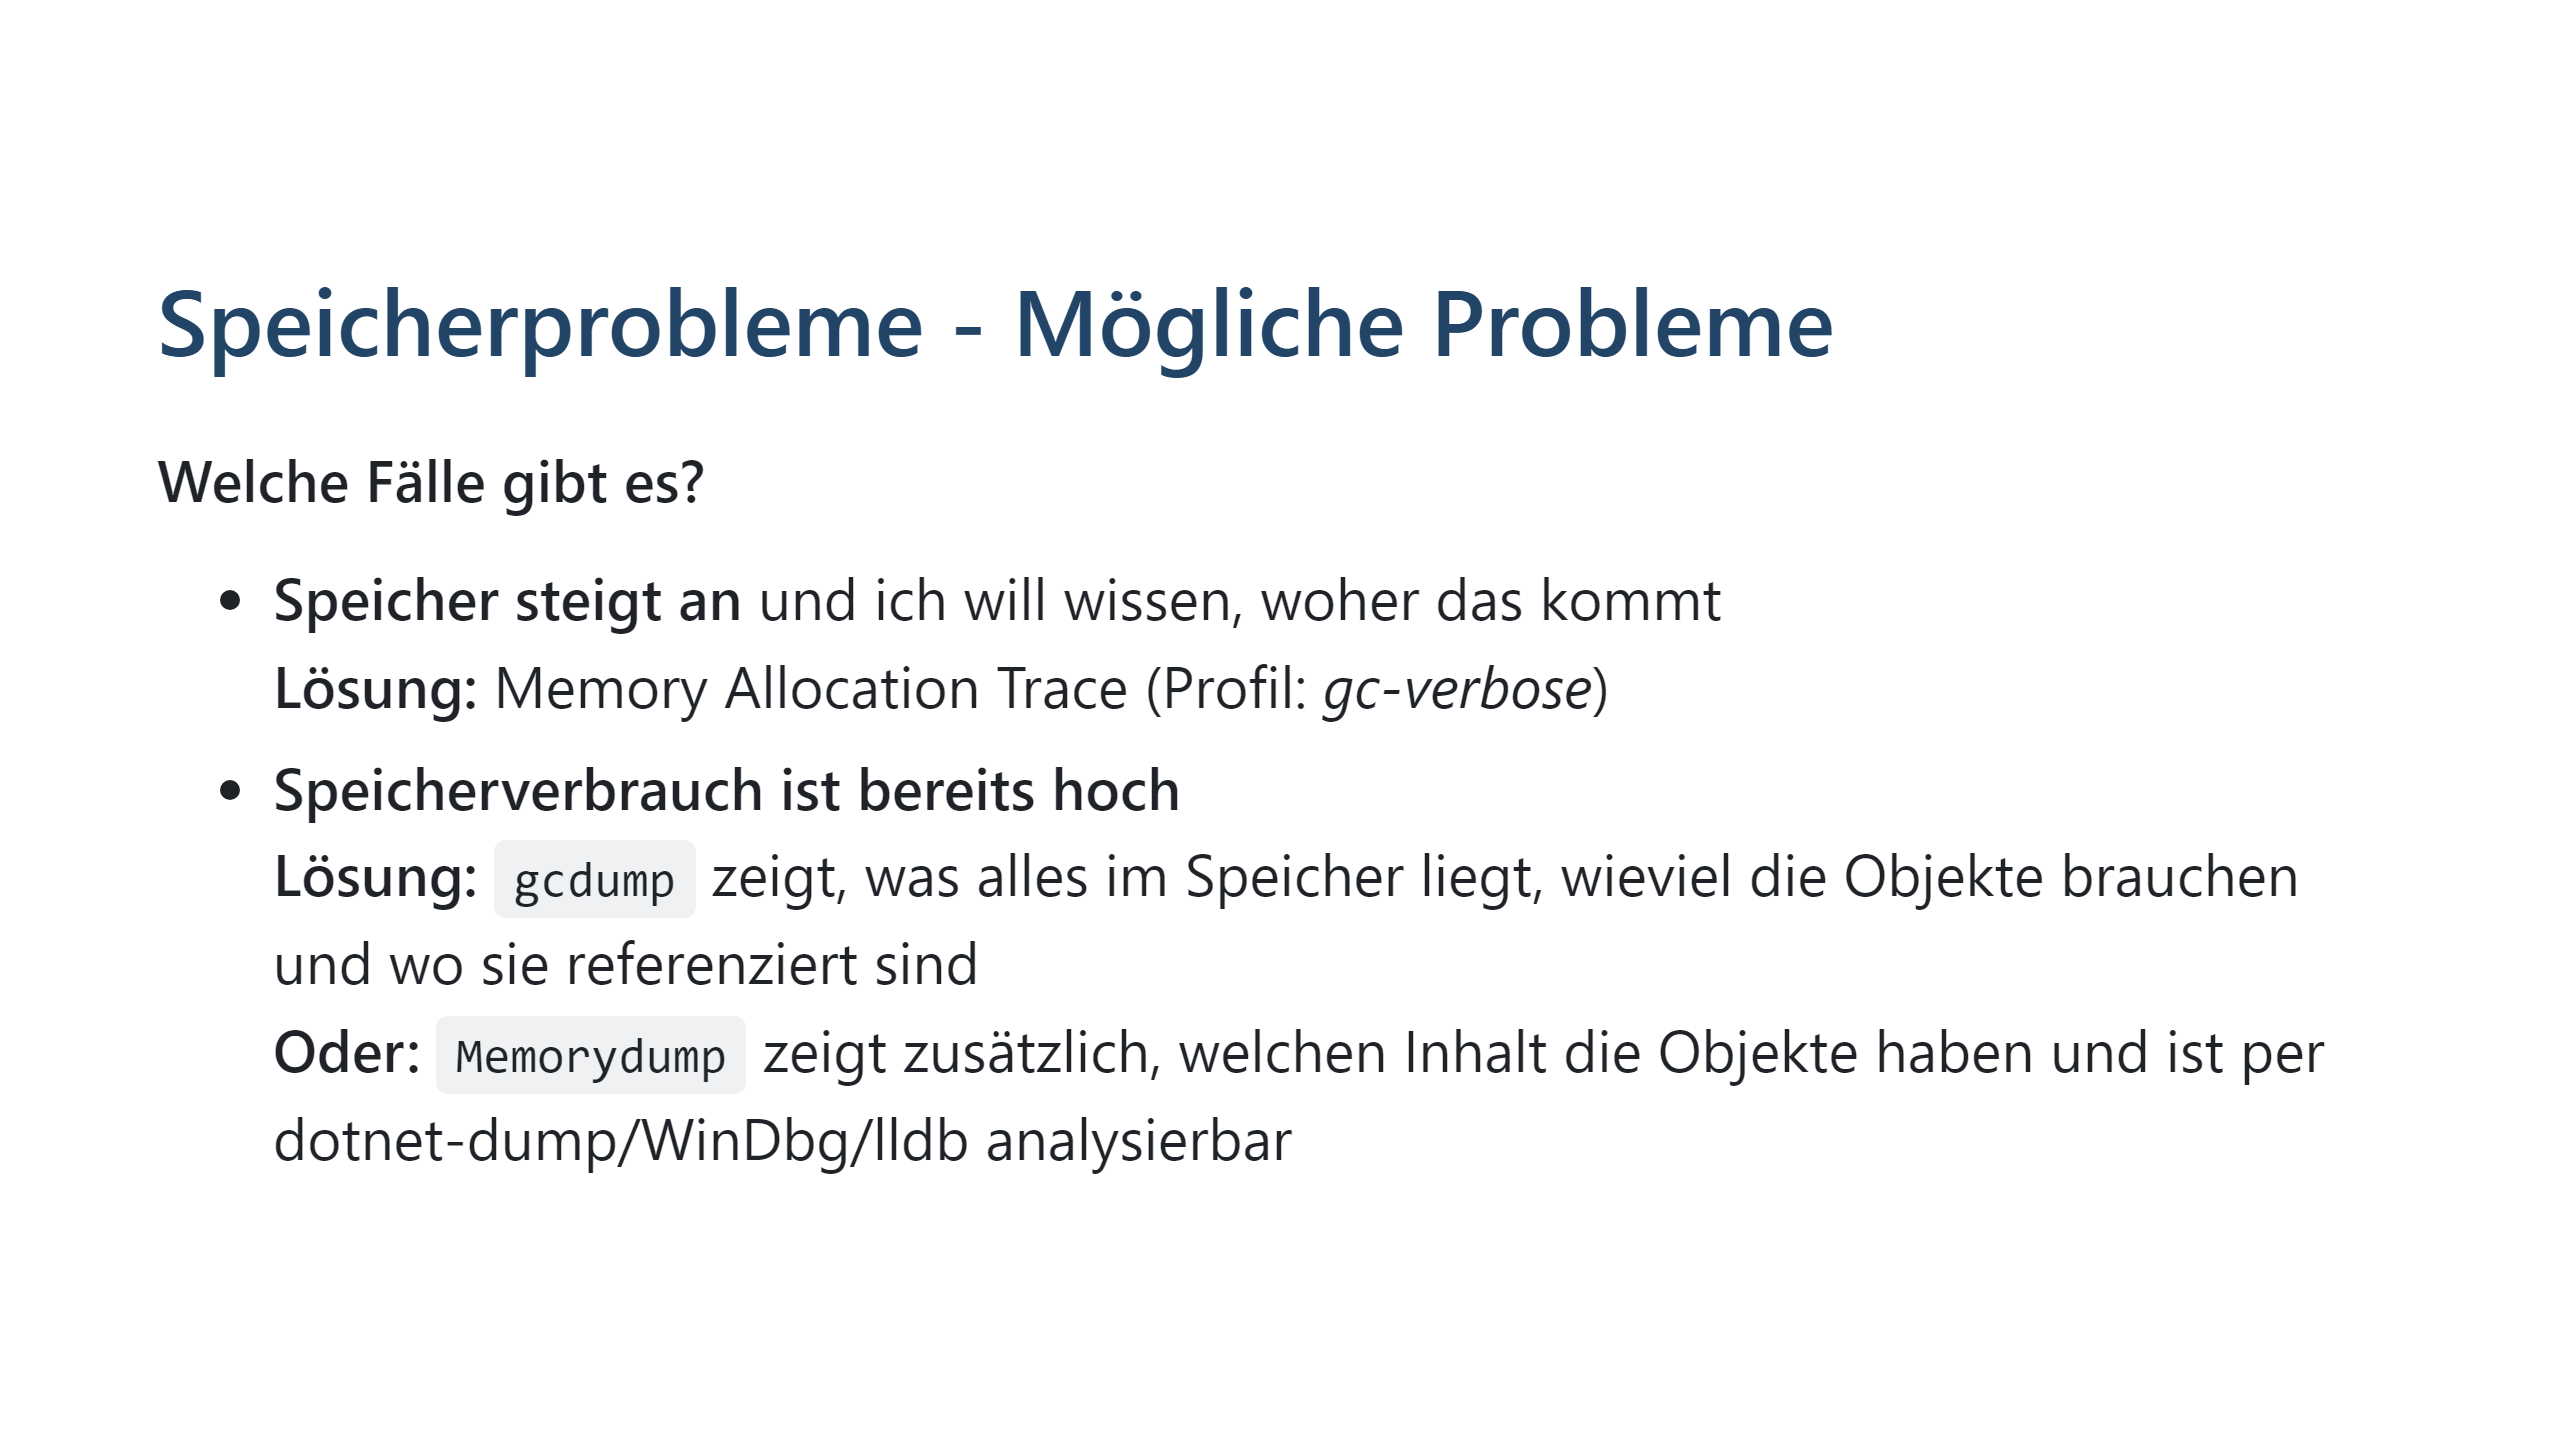 Speicherprobleme - Mögliche Probleme
Welche Fälle gibt es?
• Speicher steigt an und ich will wissen, woher das kommt
Lösung: Memory Allocation Trace (Profil: gc-verbose)
• Speicherverbrauch ist bereits hoch
Lösung: gcdump zeigt, was alles im Speicher liegt, wieviel die Objekte brauchen
und wo sie referenziert sind
Oder: Memorydump zeigt zusätzlich, welchen Inhalt die Objekte haben und ist per
dotnet-dump/WinDbg/lldb analysierbar